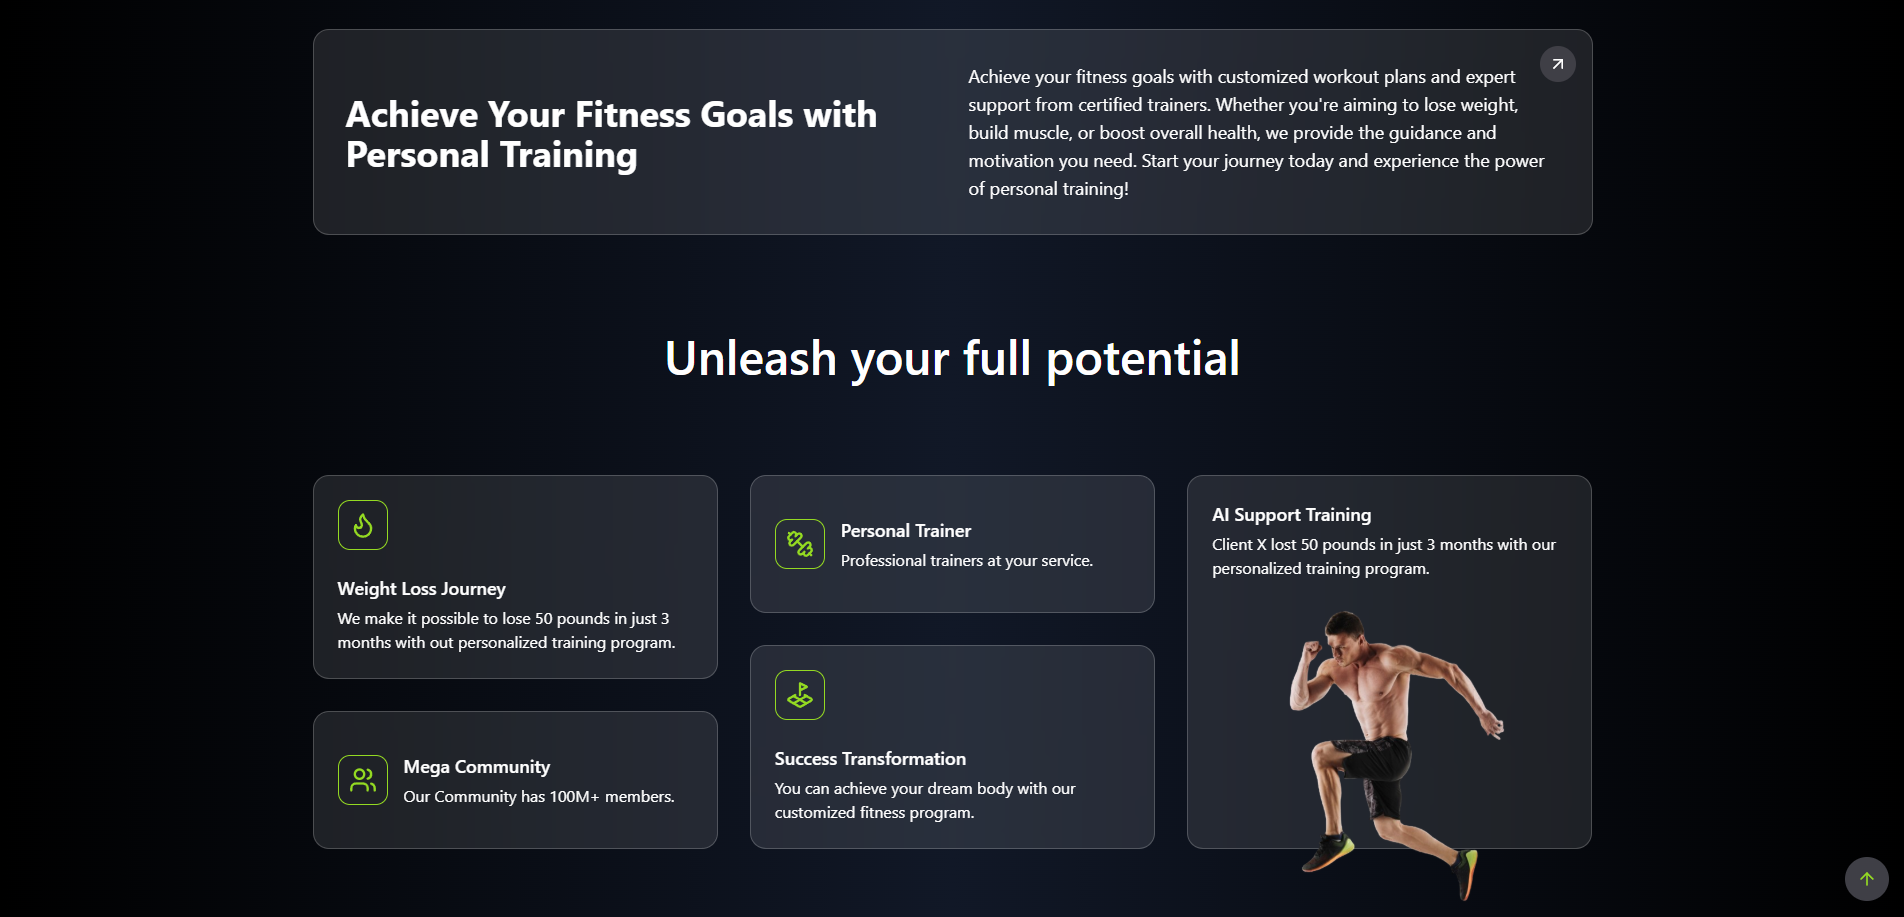 Achieve Your Fitness Goals with
Personal Training
Achieve your fitness goals with customized workout plans and expert
support from certified trainers. Whether you're aiming to lose weight,
build muscle, or boost overall health, we provide the guidance and
motivation you need. Start your journey today and experience the power
of personal training!
Unleash your full potential
Weight Loss Journey
We make it possible to lose 50 pounds in just 3
months with out personalized training program.
Mega Community
Our Community has 100M+ members.
Personal Trainer
Professional trainers at your service.
Success Transformation
You can achieve your dream body with our
customized fitness program.
AI Support Training
Client X lost 50 pounds in just 3 months with our
personalized training program.